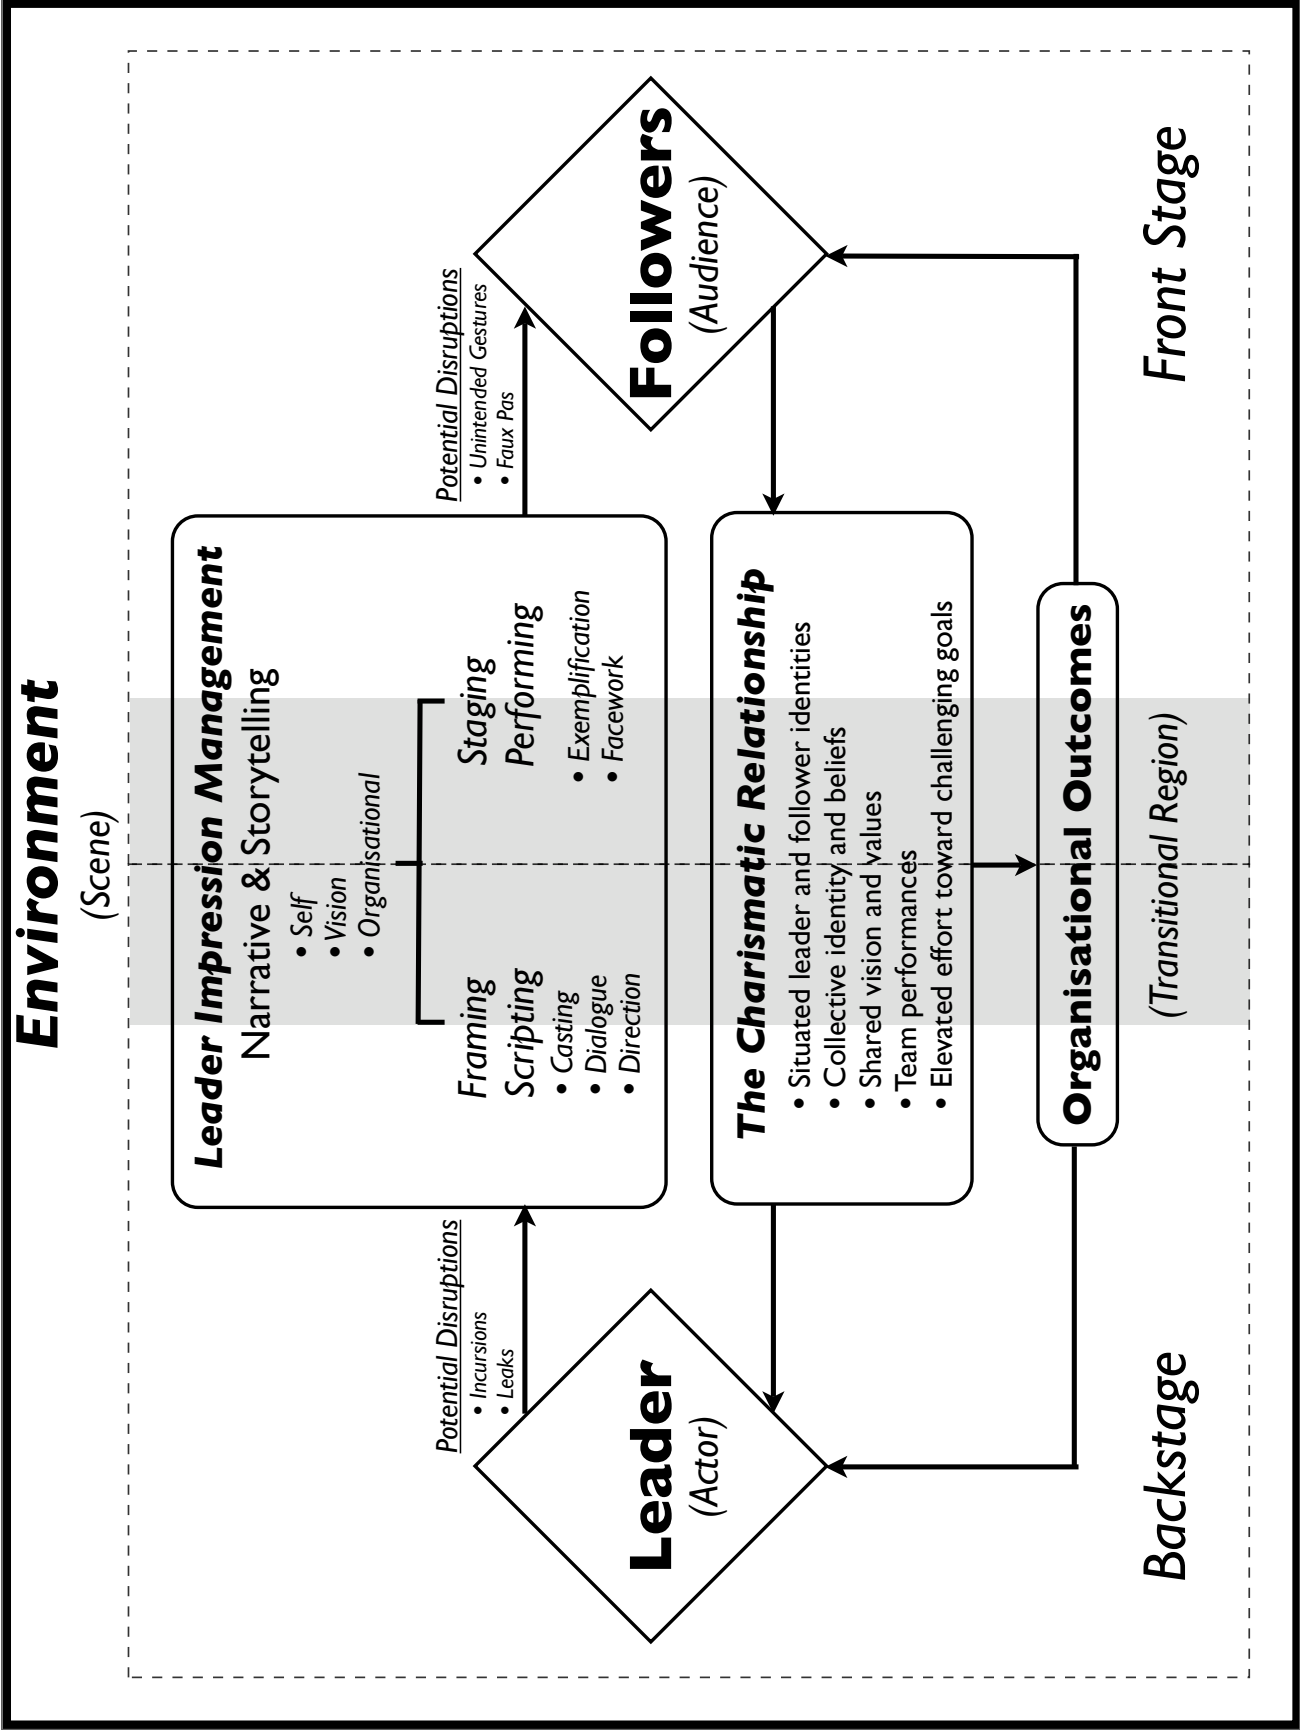 Environment
(Scene)
Leader Impression Management
Narrative & Storytelling
• Self
• Vision
• Organisational
Framing
Scripting
• Casting
• Dialogue
• Direction
Staging
Performing
• Exemplification
• Facework
Potential Disruptions
• Incursions
• Leaks
Potential Disruptions
• Unintended Gestures
• Faux Pas
Leader
(Actor)
Followers
(Audience)
The Charismatic Relationship
• Situated leader and follower identities
• Collective identity and beliefs
• Shared vision and values
• Team performances
• Elevated effort toward challenging goals
Organisational Outcomes
Backstage
(Transitional Region)
Front Stage